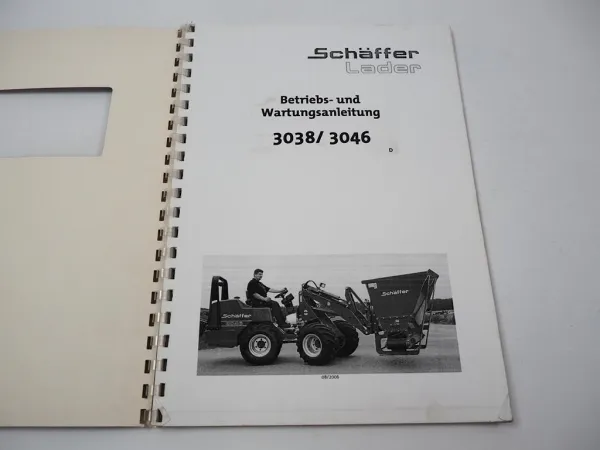 Schäffer
Lader
Betriebs- und
Wartungsanleitung
3038/ 3046
D
Schäffer
Schäffer